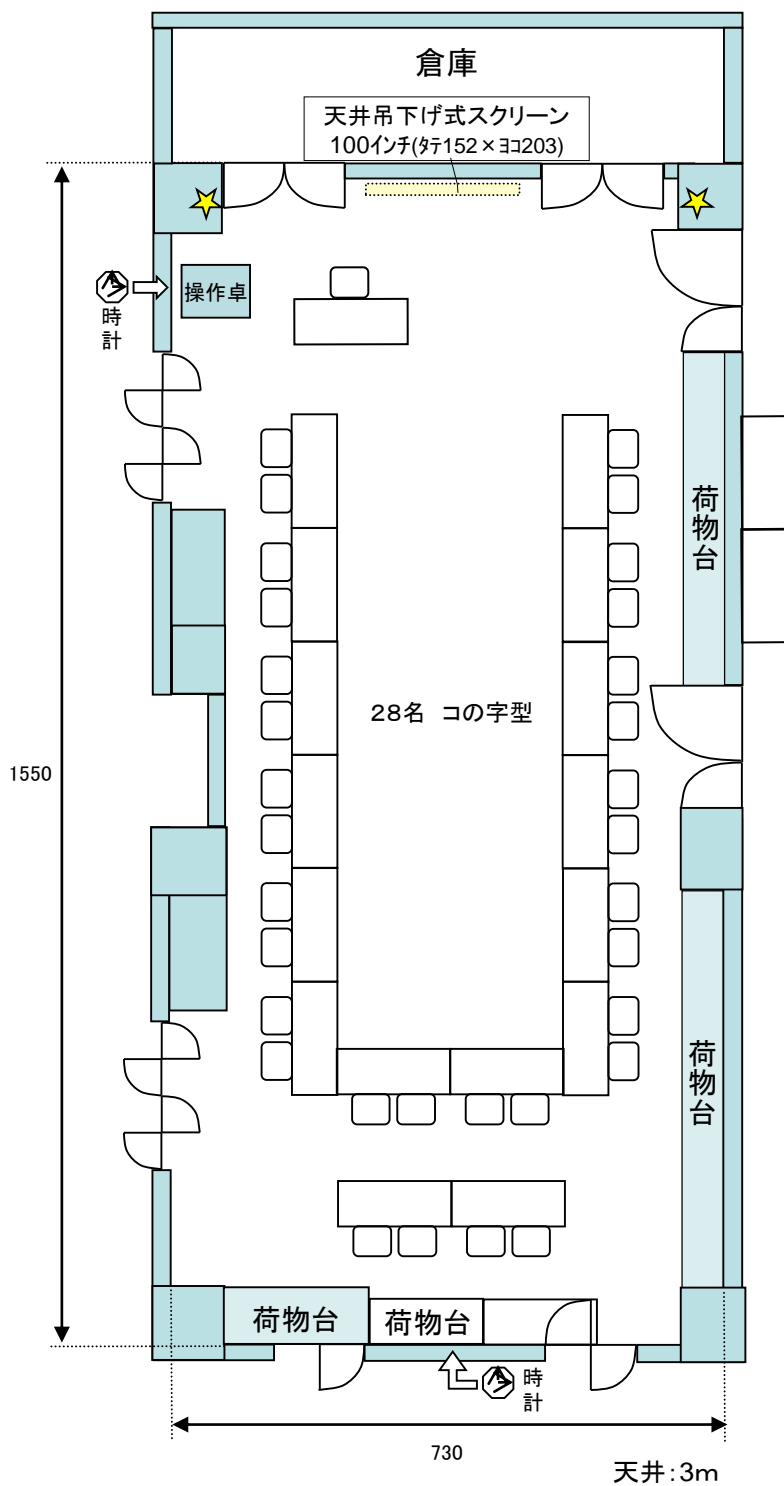 倉庫
天井吊下げ式スクリーン
100インチ(タテ152×ヨコ203)
時計
操作卓
荷物台
28名 コの字型
1550
荷物台
荷物台
荷物台
時計
730
天井:3m